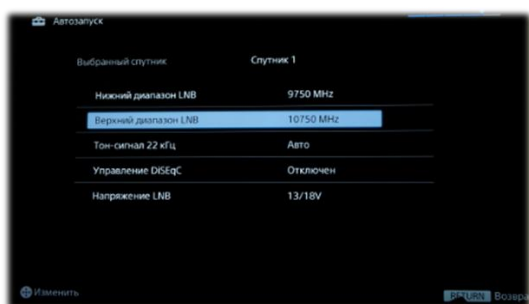 Автозапуск
Выбранный спутник Спутник 1
Нижний диапазон LNB 9750 MHz
Верхний диапазон LNB 10750 MHz
Тон-сигнал 22 кГц Авто
Управление DiSEqC Отключен
Напряжение LNB 13/18V
Изменить RETURN